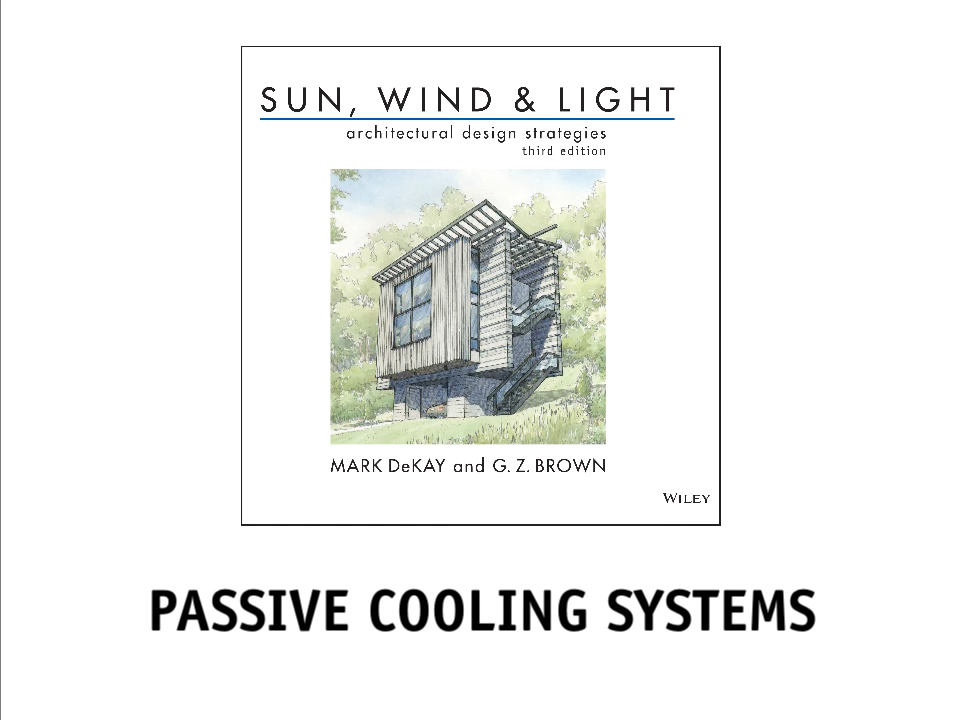 SUN, WIND & LIGHT
architectural design strategies
third edition
MARK DeKAY and G. Z. BROWN
WILEY
PASSIVE COOLING SYSTEMS